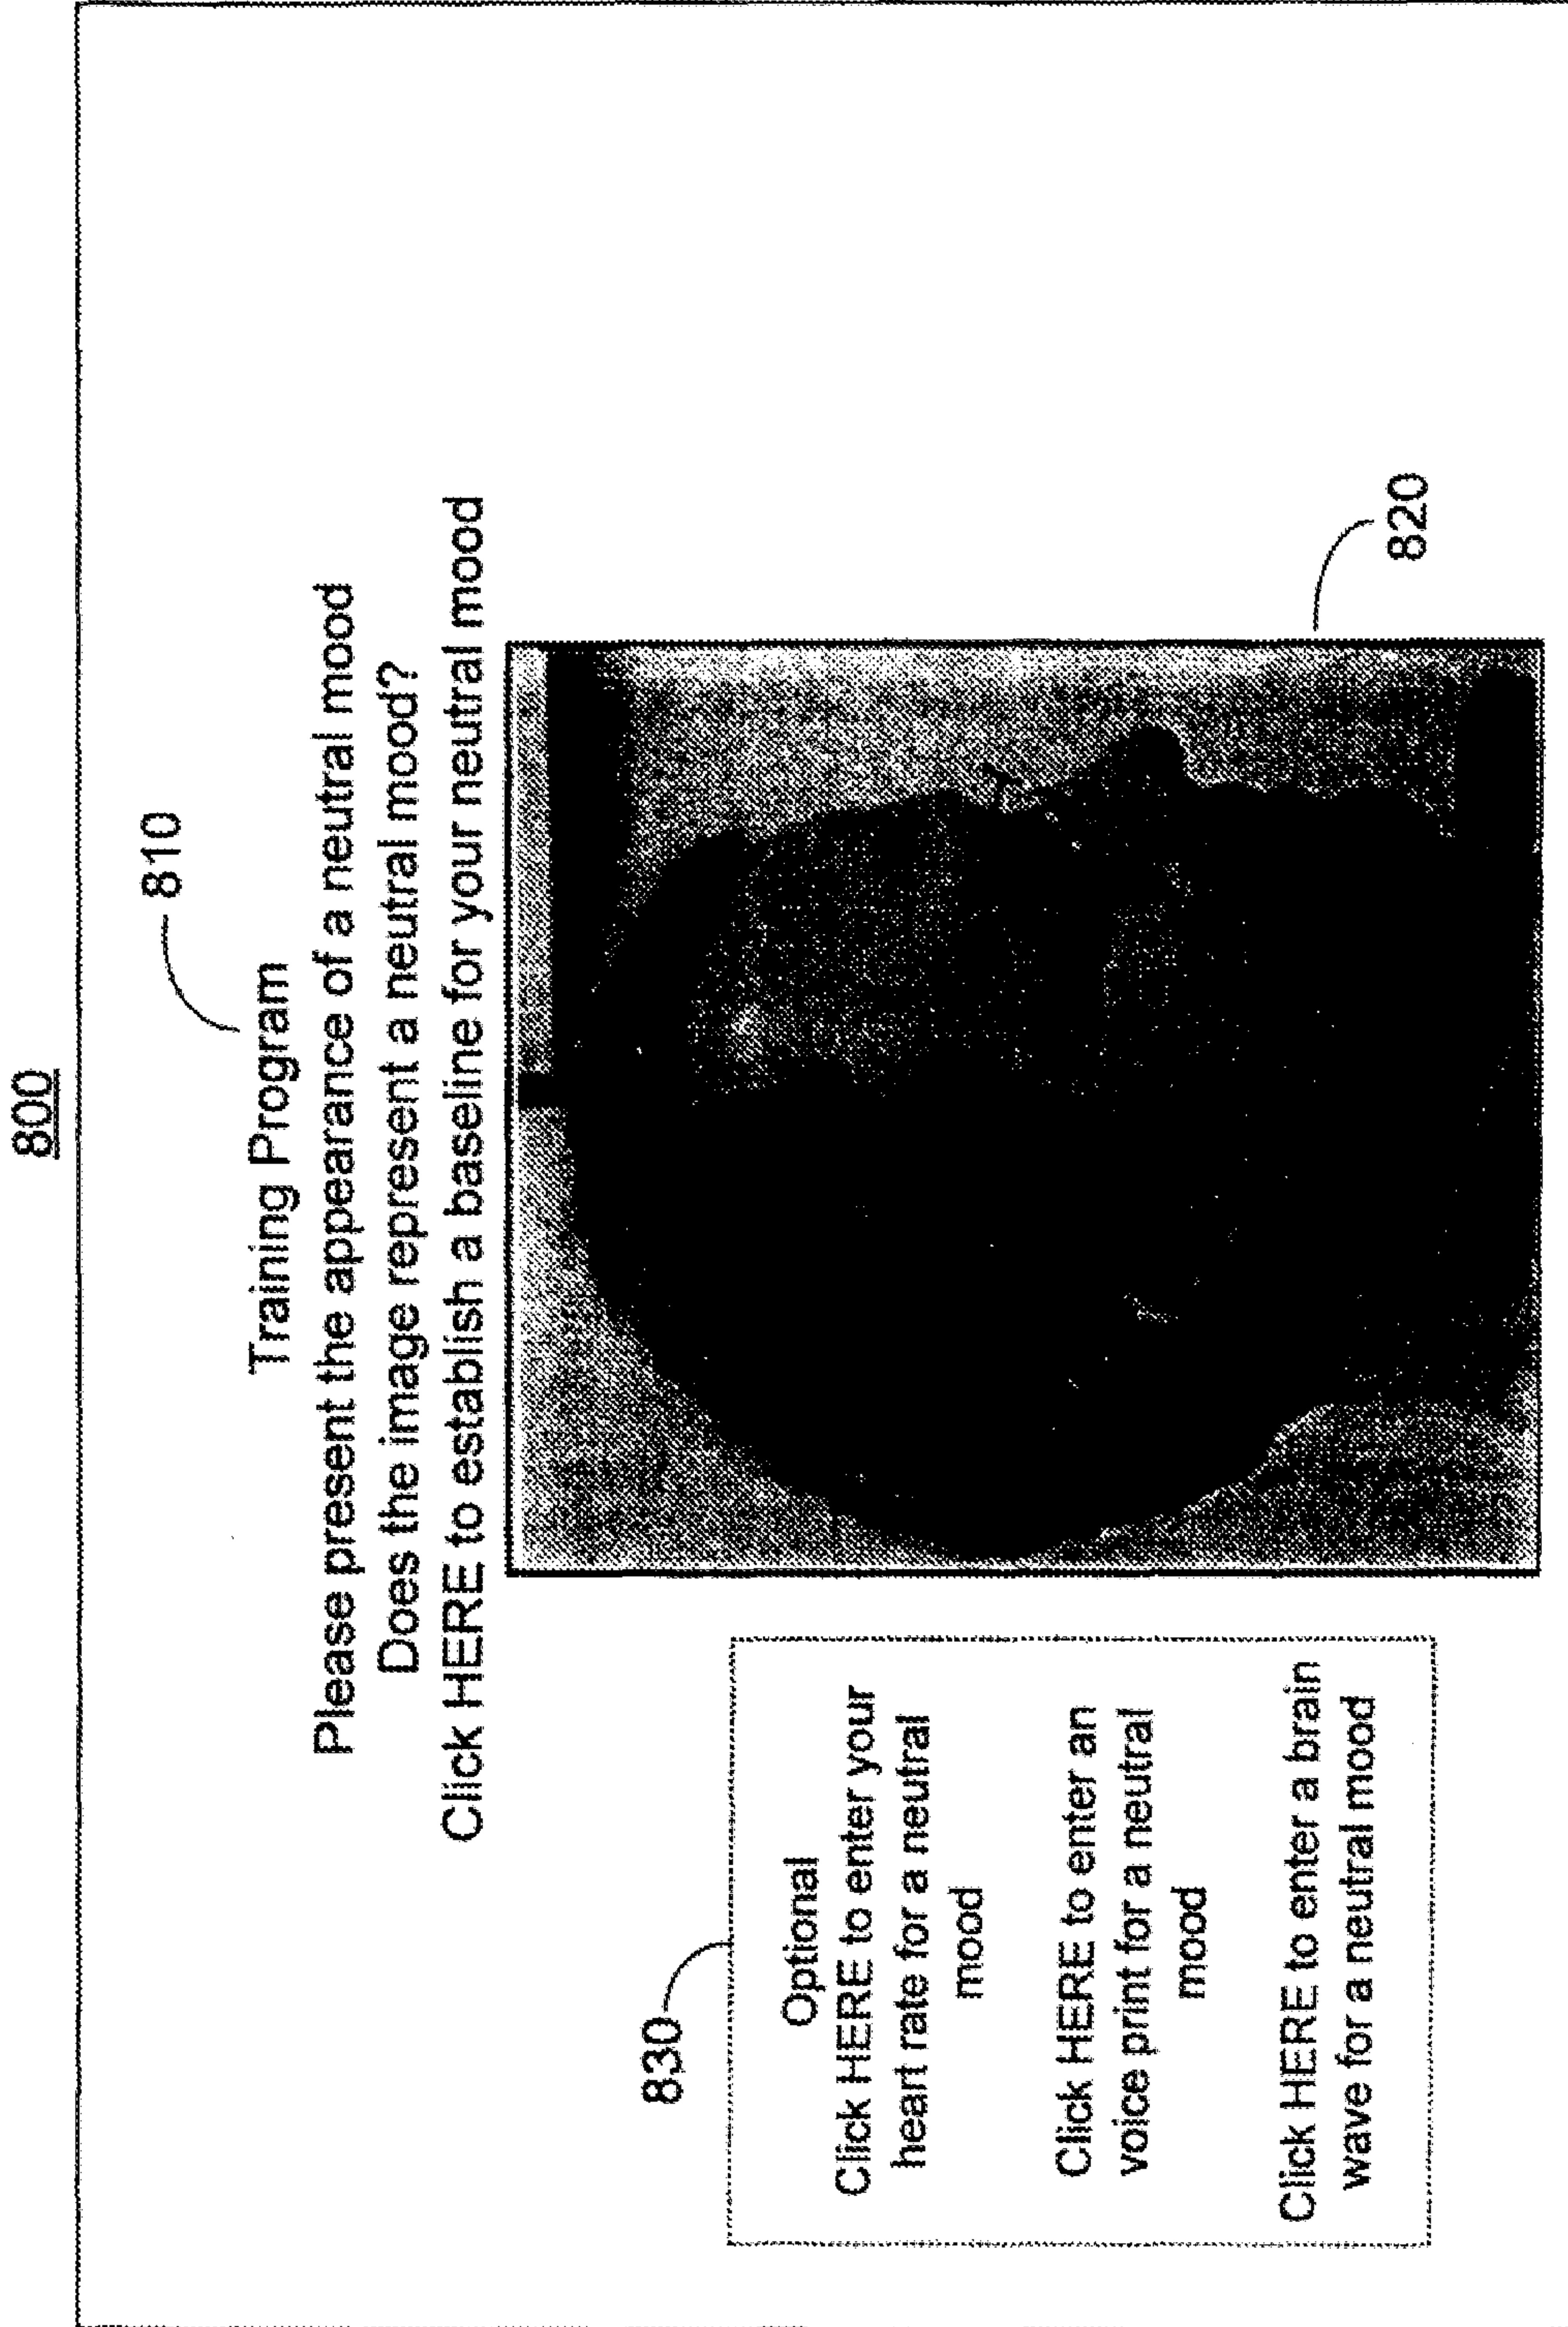 800
810
Training Program
Please present the appearance of a neutral mood
Does the image represent a neutral mood?
Click HERE to establish a baseline for your neutral mood
830
Optional
Click HERE to enter your
heart rate for a neutral
mood
Click HERE to enter an
voice print for a neutral
mood
Click HERE to enter a brain
wave for a neutral mood
820